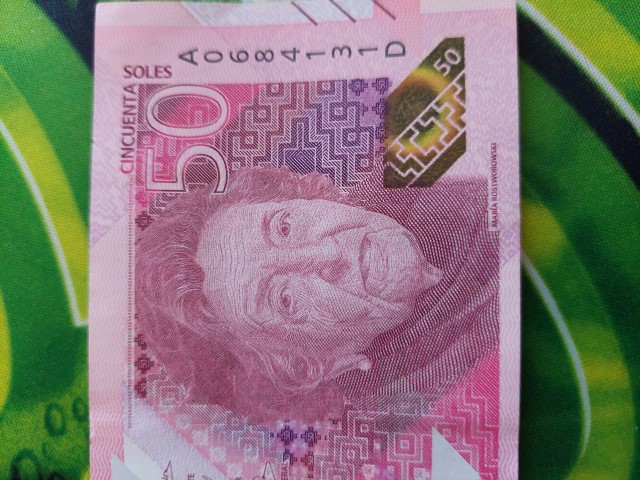 CINCUENTA
SOLES
50
A0684131D
50
MARÍA ROSTWOROWSKI